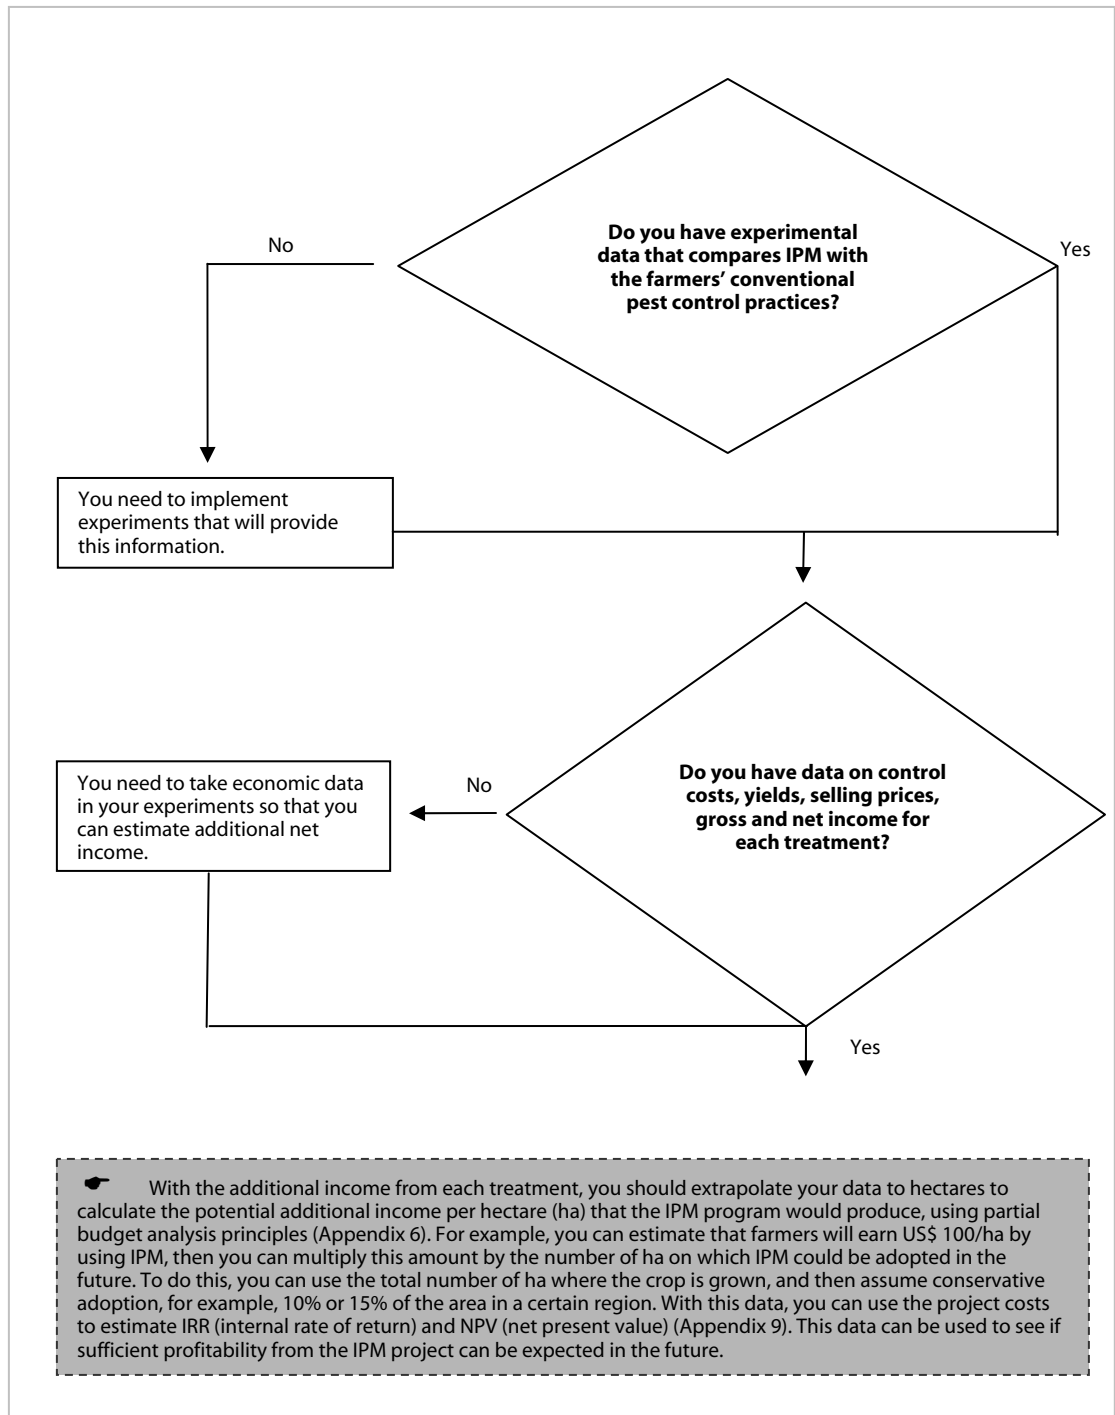 Do you have experimental
data that compares IPM with
the farmers’ conventional
pest control practices?
No
Yes
You need to implement
experiments that will provide
this information.
Do you have data on control
costs, yields, selling prices,
gross and net income for
each treatment?
No
You need to take economic data
in your experiments so that you
can estimate additional net
income.
Yes
With the additional income from each treatment, you should extrapolate your data to hectares to
calculate the potential additional income per hectare (ha) that the IPM program would produce, using partial
budget analysis principles (Appendix 6). For example, you can estimate that farmers will earn US$ 100/ha by
using IPM, then you can multiply this amount by the number of ha on which IPM could be adopted in the
future. To do this, you can use the total number of ha where the crop is grown, and then assume conservative
adoption, for example, 10% or 15% of the area in a certain region. With this data, you can use the project costs
to estimate IRR (internal rate of return) and NPV (net present value) (Appendix 9). This data can be used to see if
sufficient profitability from the IPM project can be expected in the future.